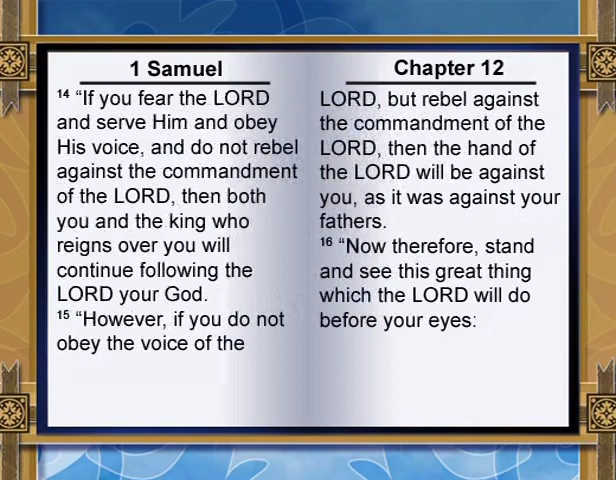 1 Samuel
14 “If you fear the LORD
and serve Him and obey
His voice, and do not rebel
against the commandment
of the LORD, then both
you and the king who
reigns over you will
continue following the
LORD your God.
15 “However, if you do not
obey the voice of the
Chapter 12
LORD, but rebel against
the commandment of the
LORD, then the hand of
the LORD will be against
you, as it was against your
fathers.
16 “Now therefore, stand
and see this great thing
which the LORD will do
before your eyes: